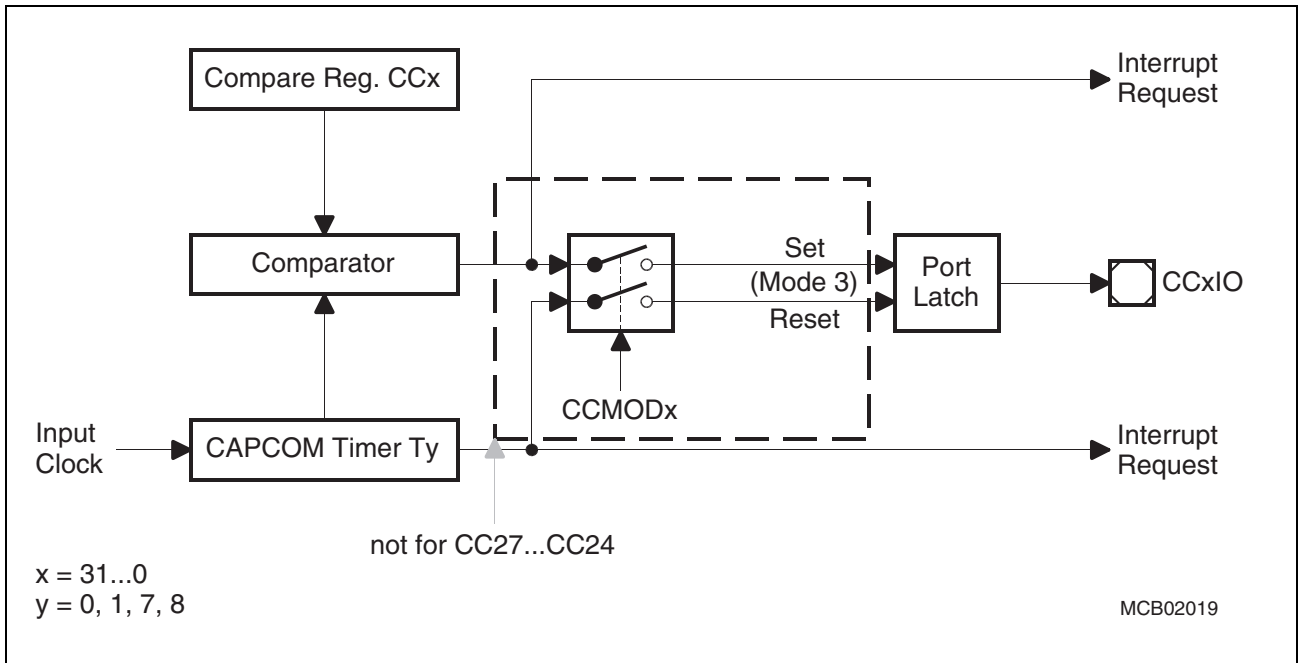 Compare Reg. CCx
Interrupt
Request
Comparator
Set
(Mode 3)
Reset
Port
Latch
CCxIO
CCMODx
Input
Clock
CAPCOM Timer Ty
Interrupt
Request
not for CC27...CC24
x = 31...0
y = 0, 1, 7, 8
MCB02019